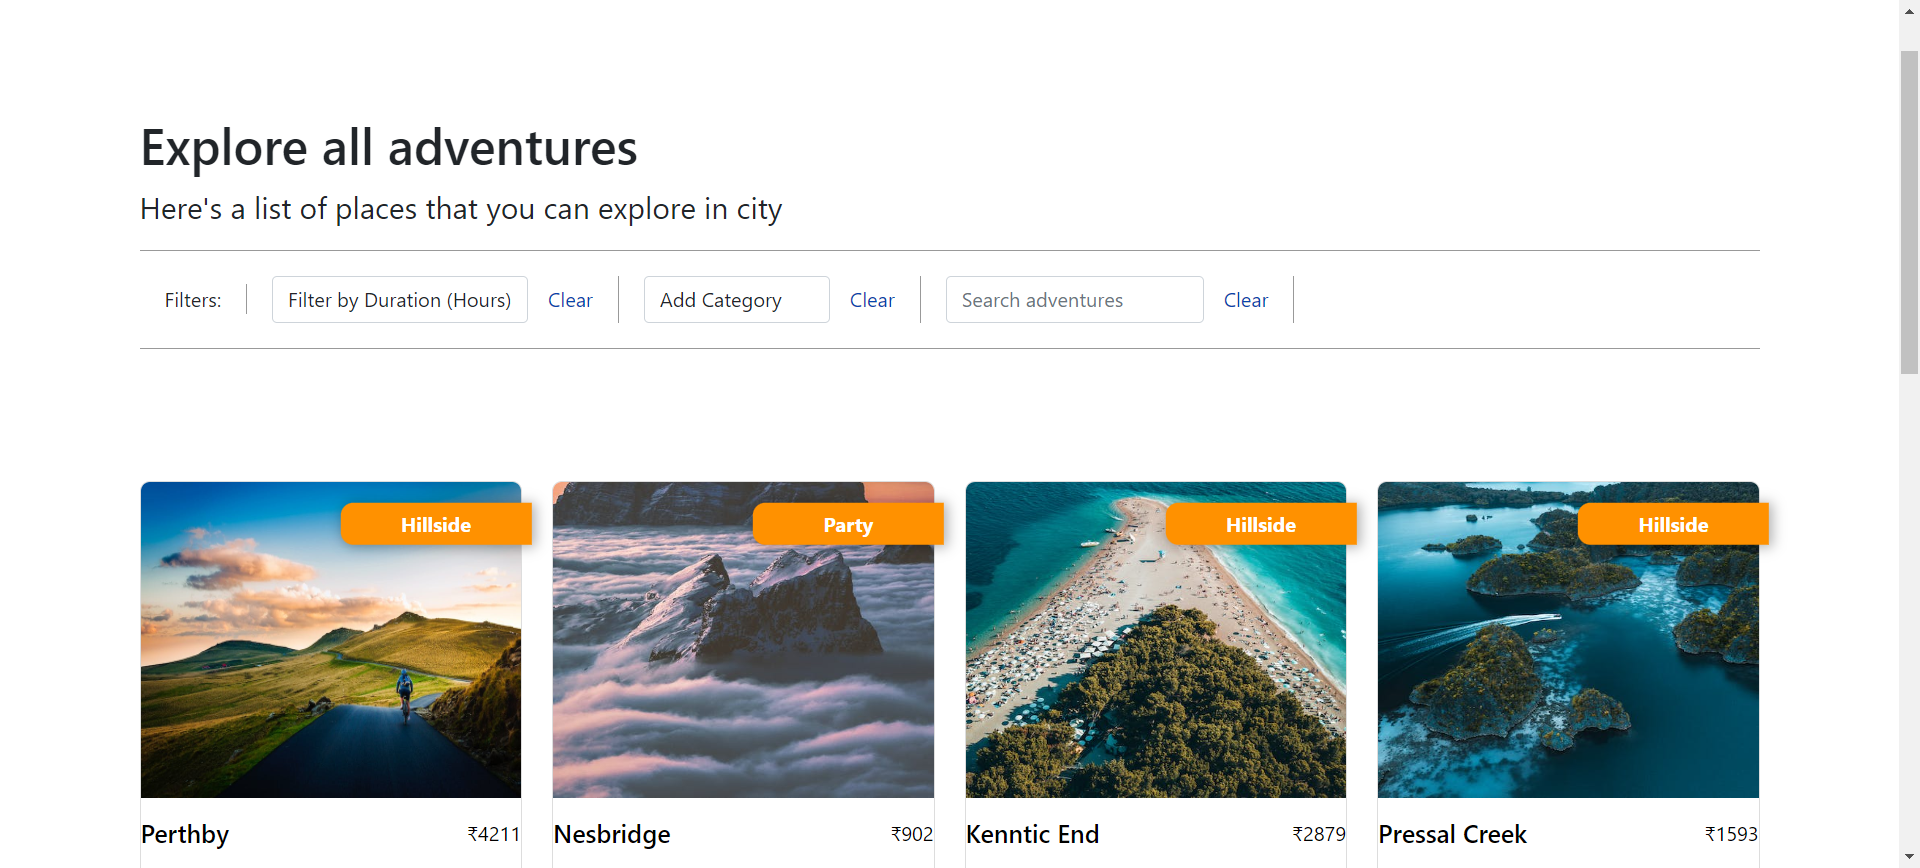 Explore all adventures
Here's a list of places that you can explore in city
Filters: Filter by Duration (Hours) Clear Add Category Clear Search adventures Clear
Hillside Party Hillside Hillside
Perthby ₹4211 Nesbridge ₹902 Kenntic End ₹2879 Pressal Creek ₹1593